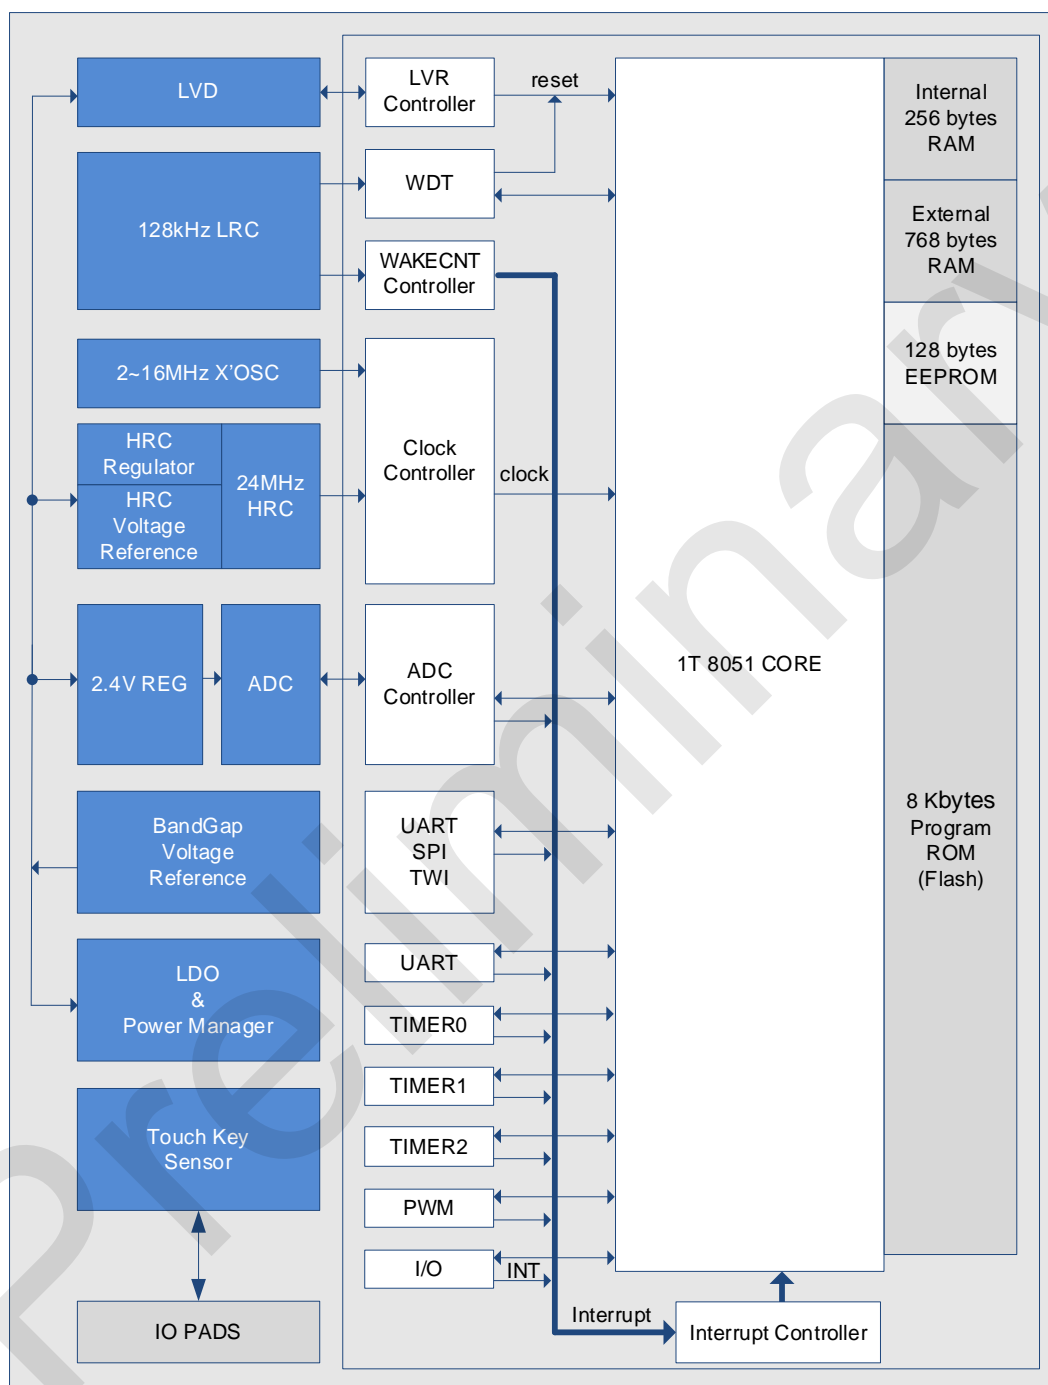 LVD
LVR
Controller
reset
Internal
256 bytes
RAM
128kHz LRC
WDT
External
768 bytes
RAM
WAKECNT
Controller
2~16MHz X'OSC
128 bytes
EEPROM
HRC
Regulator
HRC
Voltage
Reference
24MHz
HRC
Clock
Controller
clock
2.4V REG
ADC
ADC
Controller
1T 8051 CORE
BandGap
Voltage
Reference
UART
SPI
TWI
8 Kbytes
Program
ROM
(Flash)
LDO
&
Power Manager
UART
TIMER0
TIMER1
Touch Key
Sensor
TIMER2
PWM
I/O
INT
IO PADS
Interrupt
Interrupt Controller
Preliminary